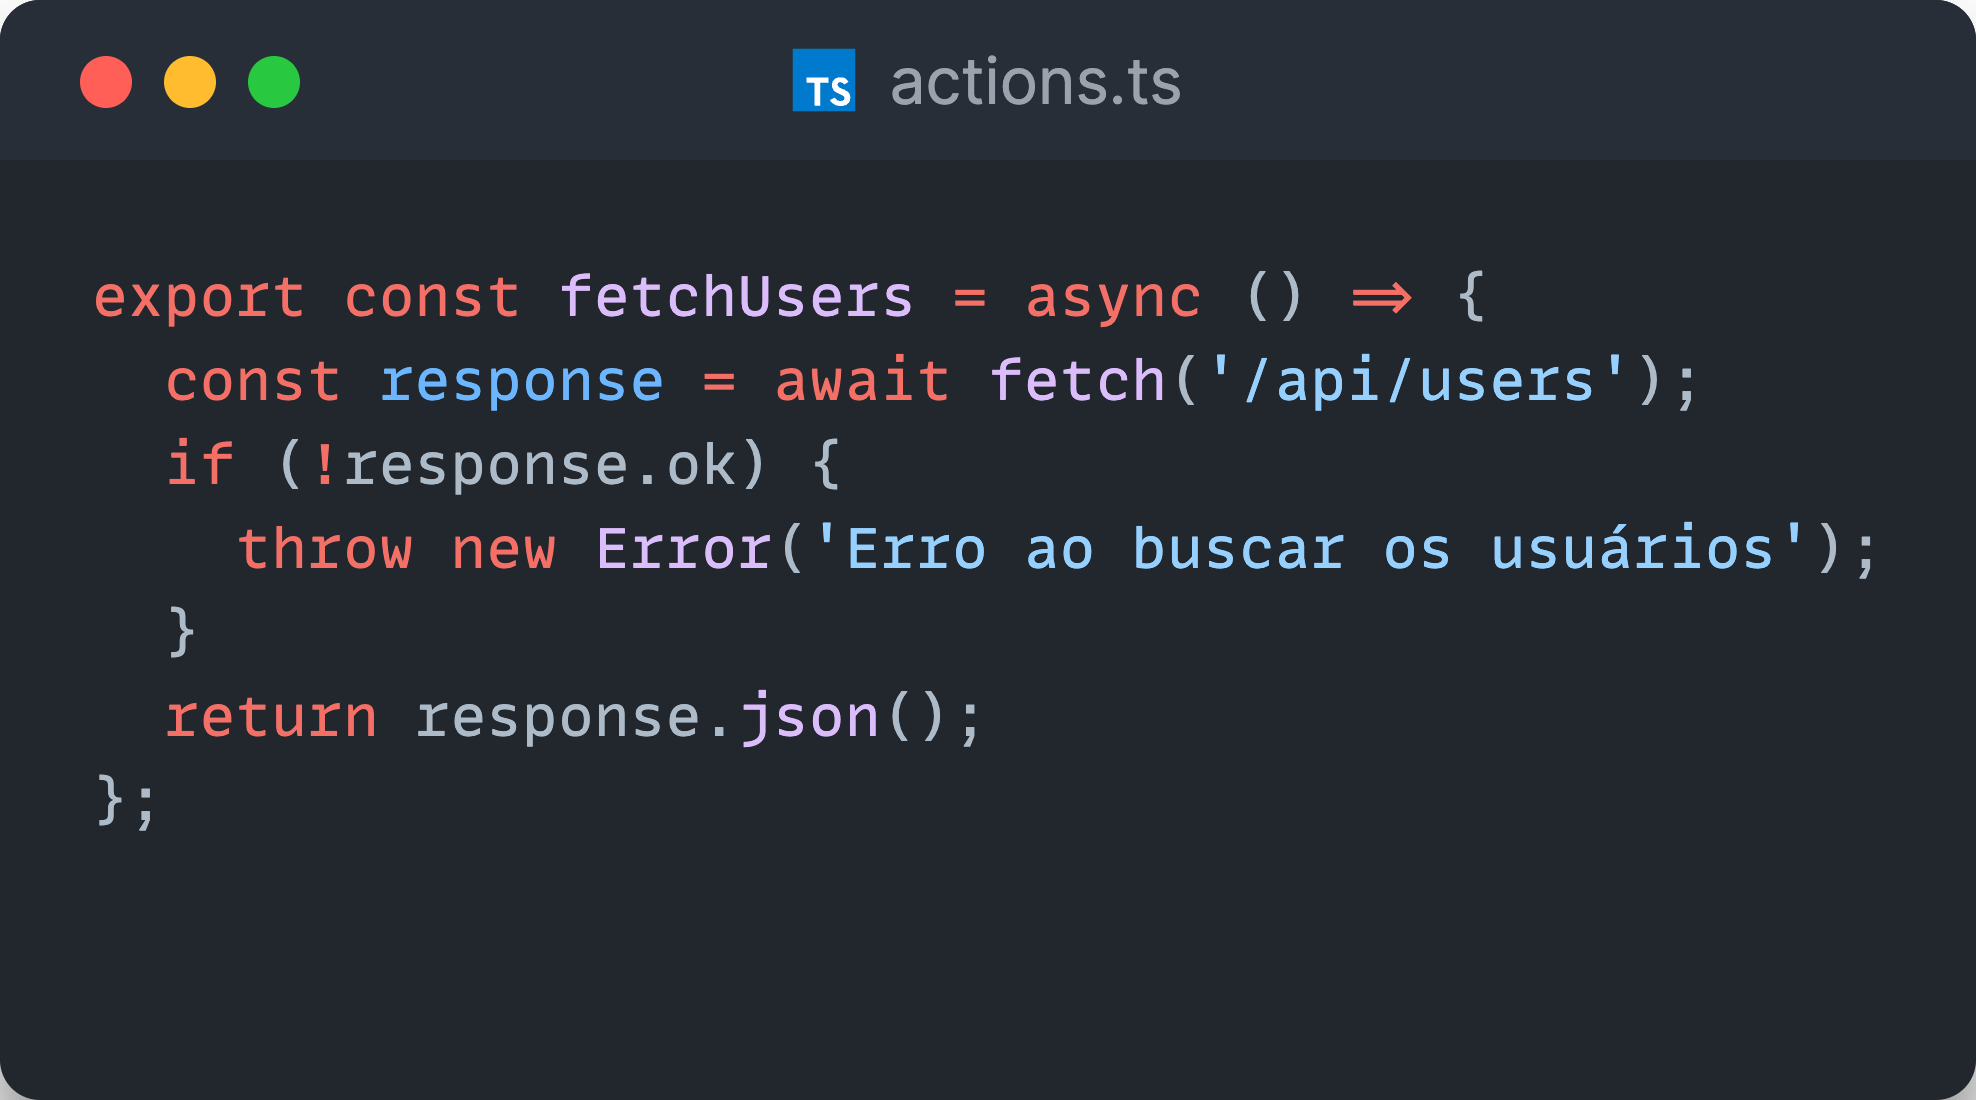 TS actions.ts
export const fetchUsers = async () => {
  const response = await fetch('/api/users');
  if (!response.ok) {
    throw new Error('Erro ao buscar os usuários');
  }
  return response.json();
};